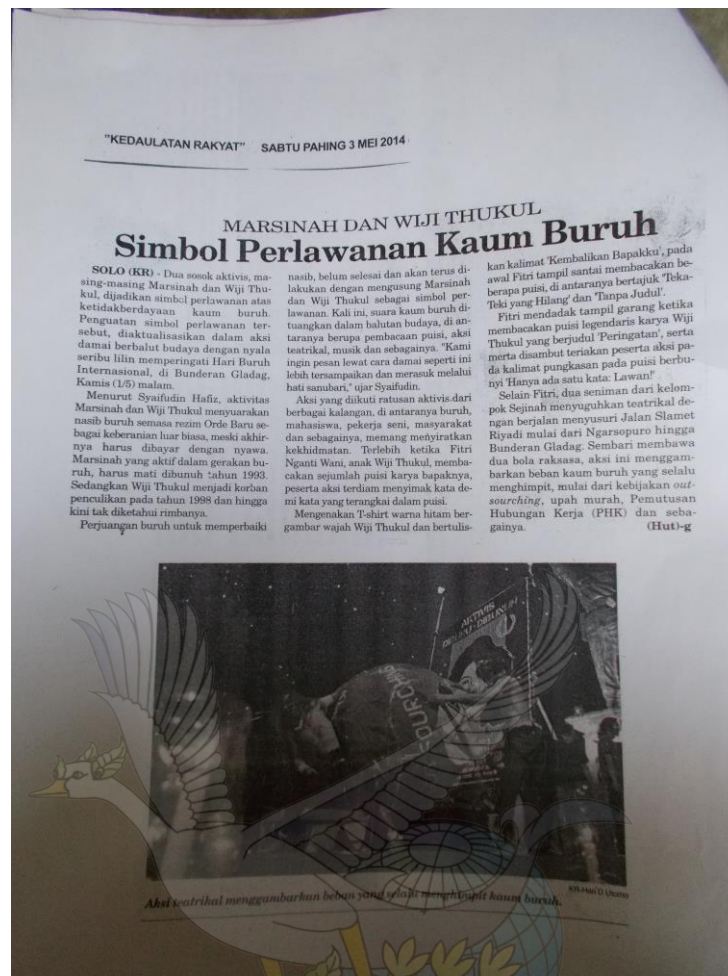 "KEDAULATAN RAKYAT" SABTU PAHING 3 MEI 2014
MARSINAH DAN WIJI THUKUL
Simbol Perlawanan Kaum Buruh
SOLO (KR) - Dua sosok aktivis, ma-
sing-masing Marsinah dan Wiji Thu-
kul, dijadikan simbol perlawanan atas
ketidakberdayaan kaum buruh.
Penguatan simbol perlawanan ter-
sebut, diaktualisasikan dalam aksi
damai berbalut budaya dengan nyala
seribu lilin memperingati Hari Buruh
Internasional, di Bunderan Gladag,
Kamis (1/5) malam.
Menurut Syaifudin Hafiz, aktivitas
Marsinah dan Wiji Thukul menyuarakan
nasib buruh semasa rezim Orde Baru se-
bagai keberanian luar biasa, meski akhir-
nya harus dibayar dengan nyawa.
Marsinah yang aktif dalam gerakan bu-
ruh, harus mati dibunuh tahun 1993.
Sedangkan Wiji Thukul menjadi korban
penculikan pada tahun 1998 dan hingga
kini tak diketahui rimbanya.
Perjuangan buruh untuk memperbaiki
nasib, belum selesai dan akan terus di-
lakukan dengan mengusung Marsinah
dan Wiji Thukul sebagai simbol per-
lawanan. Kali ini, suara kaum buruh di-
tuangkan dalam balutan budaya, di an-
taranya berupa pembacaan puisi, aksi
teatrikal, musik dan sebagainya. "Kami
ingin pesan lewat cara damai seperti ini
lebih tersampaikan dan merasuk melalui
hati sanubari," ujar Syaifudin.
Aksi yang diikuti ratusan aktivis dari
berbagai kalangan, di antaranya buruh,
mahasiswa, pekerja seni, masyarakat
dan sebagainya, memang menyiratkan
kekhidmatan. Terlebih ketika Fitri
Nganti Wani, anak Wiji Thukul, memba-
cakan sejumlah puisi karya bapaknya,
peserta aksi terdiam menyimak kata de-
mi kata yang terangkai dalam puisi.
Mengenakan T-shirt warna hitam ber-
gambar wajah Wiji Thukul dan bertulis-
kan kalimat 'Kembalikan Bapakku', pada
awal Fitri tampil santai membacakan be-
berapa puisi, di antaranya bertajuk 'Teka-
Teki yang Hilang' dan 'Tanpa Judul'.
Fitri mendadak tampil garang ketika
membacakan puisi legendaris karya Wiji
Thukul yang berjudul 'Peringatan', serta
merta disambut teriakan peserta aksi pa-
da kalimat pungkasan pada puisi berbu-
nyi 'Hanya ada satu kata: Lawan!'
Selain Fitri, dua seniman dari kelom-
pok Sejinah menyuguhkan teatrikal de-
ngan berjalan menyusuri Jalan Slamet
Riyadi mulai dari Ngarsopuro hingga
Bunderan Gladag. Sembari membawa
dua bola raksasa, aksi ini menggam-
barkan beban kaum buruh yang selalu
menghimpit, mulai dari kebijakan out-
sourching, upah murah, Pemutusan
Hubungan Kerja (PHK) dan seba-
gainya. (Hut)-g
AKTIVIS
Aksi teatrikal menggambarkan beban yang selalu menghimpit kaum buruh.